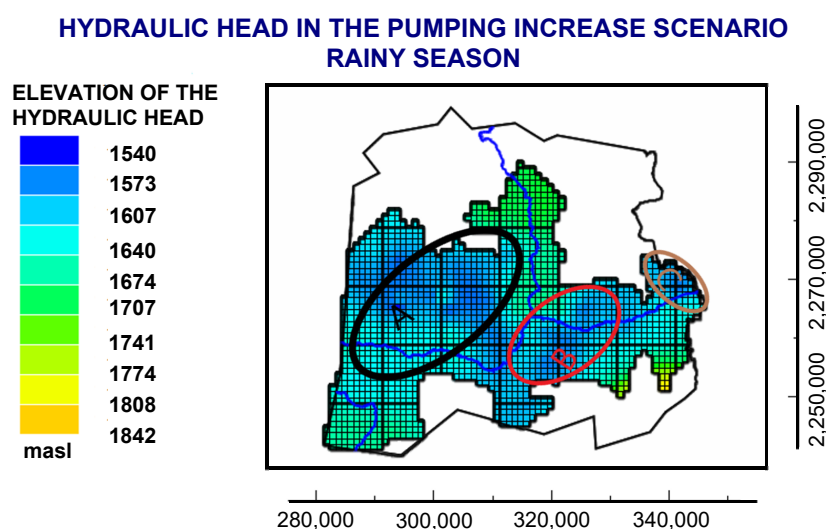 HYDRAULIC HEAD IN THE PUMPING INCREASE SCENARIO
RAINY SEASON
ELEVATION OF THE
HYDRAULIC HEAD
1540
1573
1607
1640
1674
1707
1741
1774
1808
1842
masl
A
B
C
2,290,000
2,270,000
2,250,000
280,000
300,000
320,000
340,000